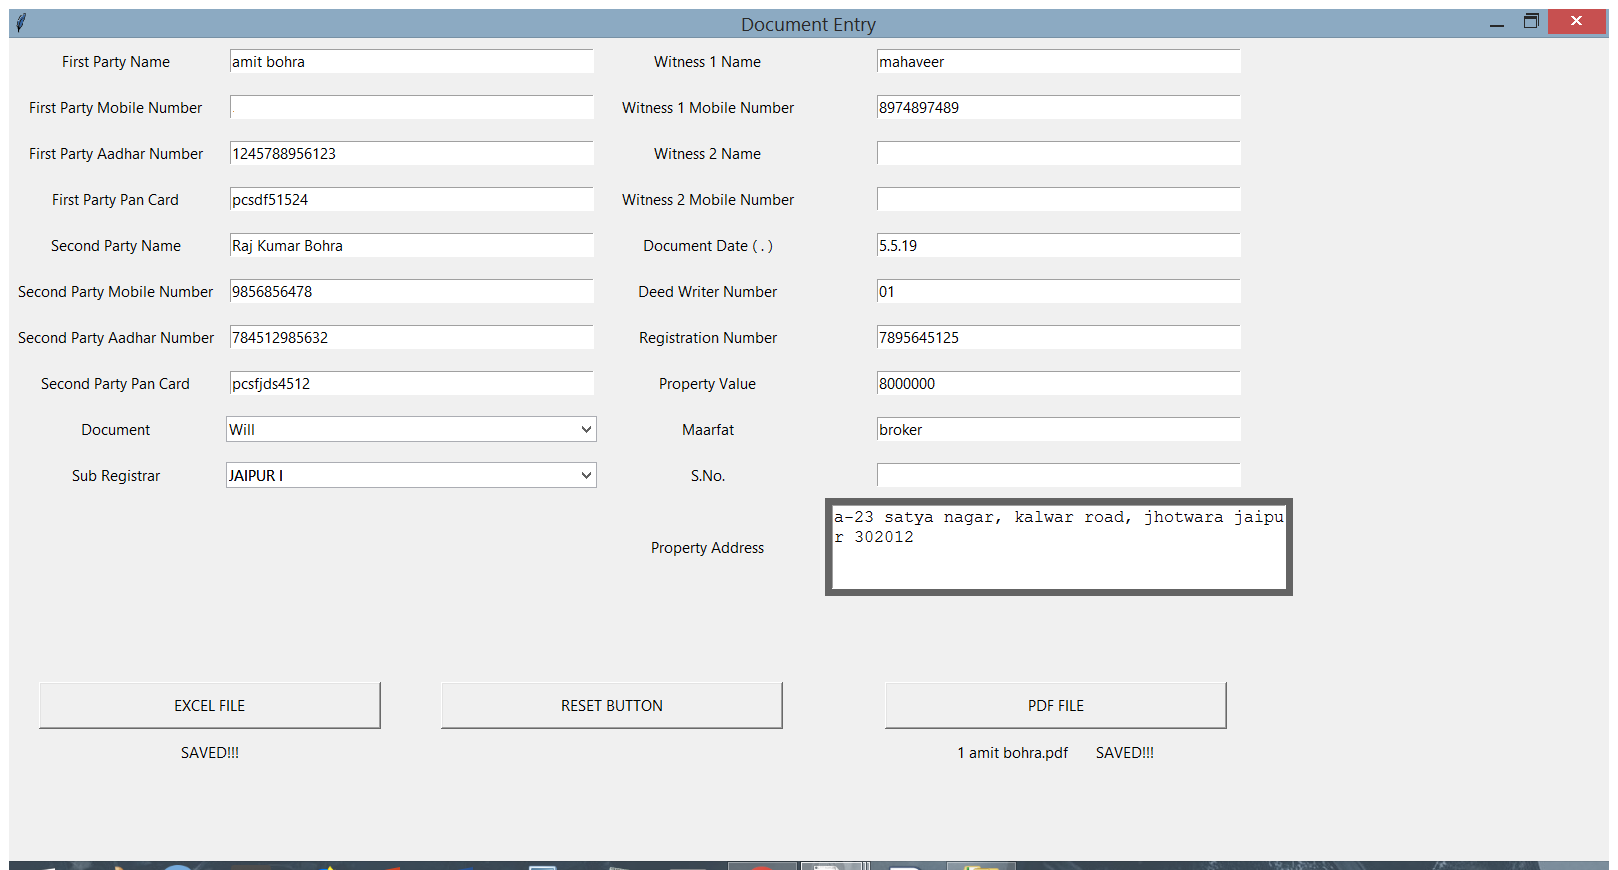 Document Entry
First Party Name amit bohra Witness 1 Name mahaveer
First Party Mobile Number Witness 1 Mobile Number 8974897489
First Party Aadhar Number 1245788956123 Witness 2 Name
First Party Pan Card pcsdf51524 Witness 2 Mobile Number
Second Party Name Raj Kumar Bohra Document Date ( . ) 5.5.19
Second Party Mobile Number 9856856478 Deed Writer Number 01
Second Party Aadhar Number 784512985632 Registration Number 7895645125
Second Party Pan Card pcsfjds4512 Property Value 8000000
Document Will Maarfat broker
Sub Registrar JAIPUR I S.No.
Property Address a-23 satya nagar, kalwar road, jhotwara jaipu
r 302012
EXCEL FILE RESET BUTTON PDF FILE
SAVED!!! 1 amit bohra.pdf SAVED!!!